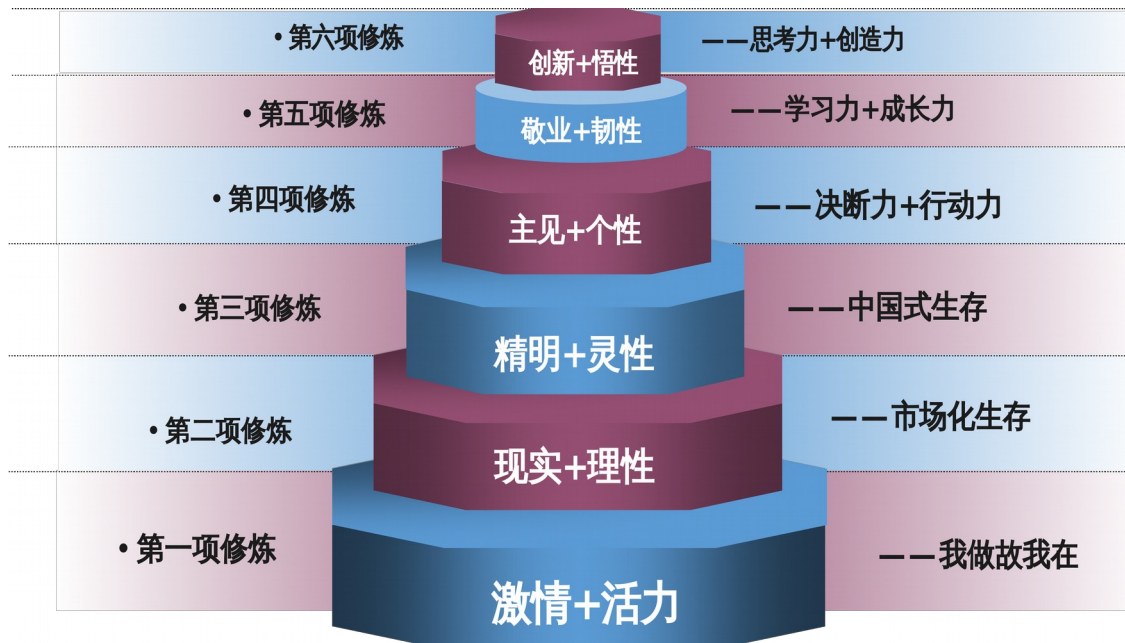 • 第六项修炼
创新+悟性
——思考力+创造力
• 第五项修炼
敬业+韧性
——学习力+成长力
• 第四项修炼
主见+个性
——决断力+行动力
• 第三项修炼
精明+灵性
——中国式生存
• 第二项修炼
现实+理性
——市场化生存
• 第一项修炼
激情+活力
——我做故我在